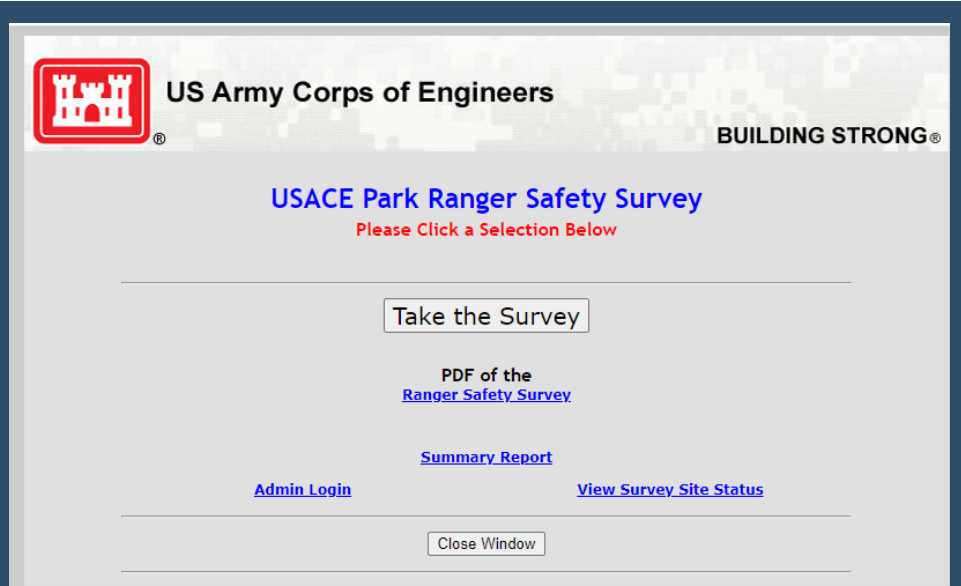 US Army Corps of Engineers
®
BUILDING STRONG®
USACE Park Ranger Safety Survey
Please Click a Selection Below
Take the Survey
PDF of the
Ranger Safety Survey
Summary Report
Admin Login View Survey Site Status
Close Window